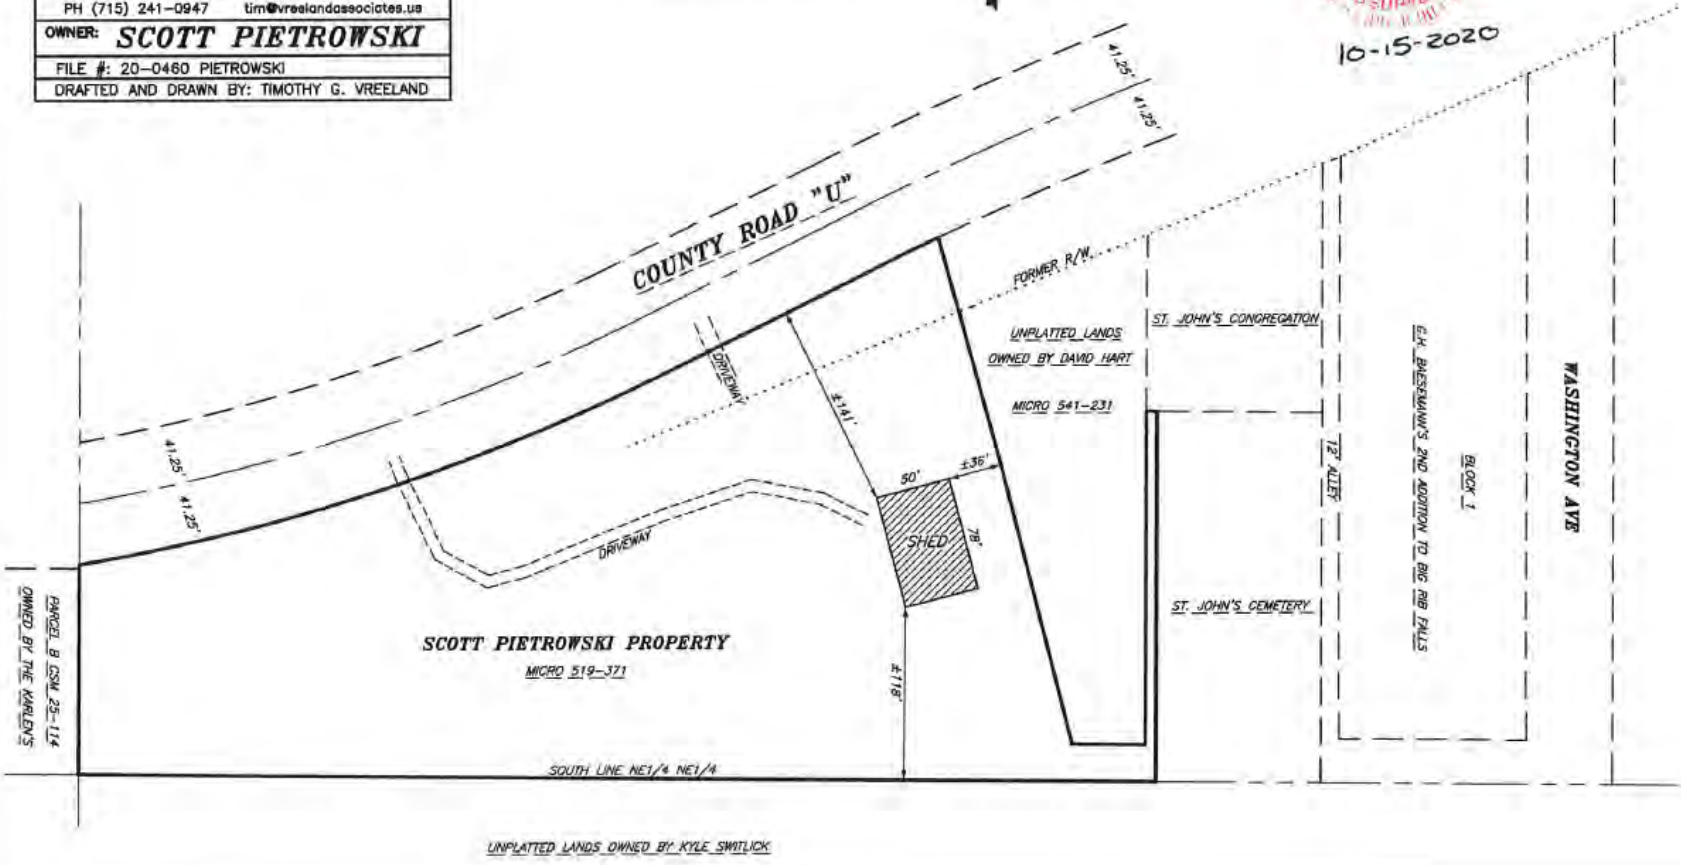 PH (715) 241-0947 tim@vreelandassociates.us
OWNER: SCOTT PIETROWSKI
FILE #: 20-0460 PIETROWSKI
DRAFTED AND DRAWN BY: TIMOTHY G. VREELAND
10-15-2020
41.25'
41.25'
COUNTY ROAD "U"
FORMER R/W
ST. JOHN'S CONGREGATION
UNPLATTED LANDS
OWNED BY DAVID HART
MICRO 541-231
DRIVEWAY
±141'
±36'
50'
78'
SHED
41.25'
41.25'
DRIVEWAY
12' ALLEY
G.H. BAESEMANN'S 2ND ADDITION TO BIG RIB FALLS
BLOCK 1
WASHINGTON AVE
ST. JOHN'S CEMETERY
SCOTT PIETROWSKI PROPERTY
MICRO 519-371
±118'
PARCEL B CSM 25-114
OWNED BY THE KARLEN'S
SOUTH LINE NE1/4 NE1/4
UNPLATTED LANDS OWNED BY KYLE SWITLICK